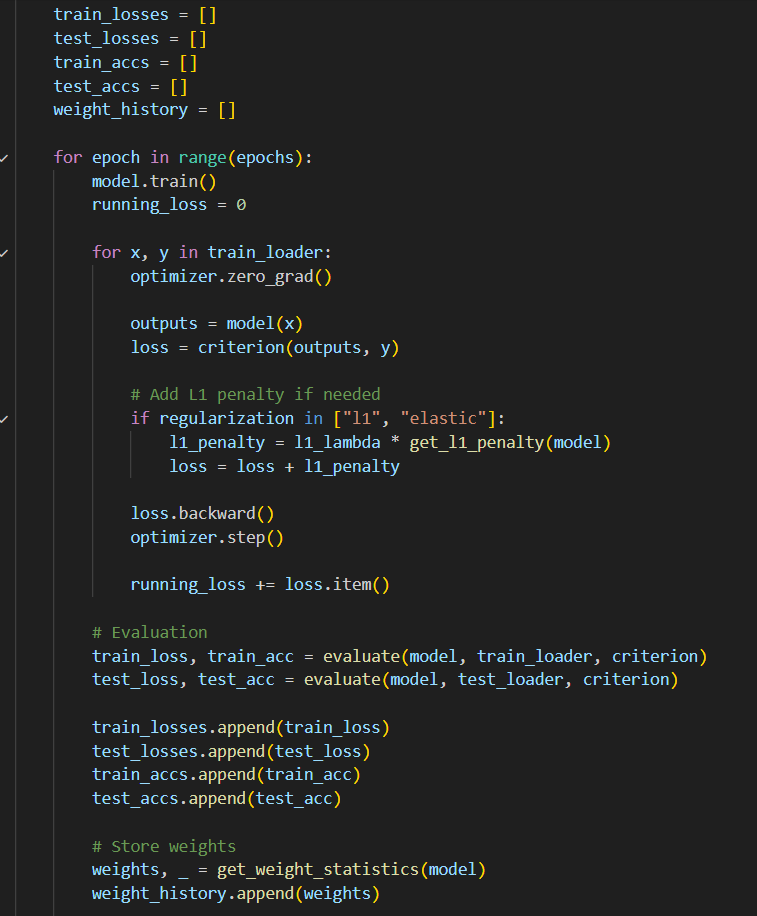 train_losses = []
test_losses = []
train_accs = []
test_accs = []
weight_history = []
for epoch in range(epochs):
model.train()
running_loss = 0
for x, y in train_loader:
optimizer.zero_grad()
outputs = model(x)
loss = criterion(outputs, y)
# Add L1 penalty if needed
if regularization in ["l1", "elastic"]:
l1_penalty = l1_lambda * get_l1_penalty(model)
loss = loss + l1_penalty
loss.backward()
optimizer.step()
running_loss += loss.item()
# Evaluation
train_loss, train_acc = evaluate(model, train_loader, criterion)
test_loss, test_acc = evaluate(model, test_loader, criterion)
train_losses.append(train_loss)
test_losses.append(test_loss)
train_accs.append(train_acc)
test_accs.append(test_acc)
# Store weights
weights, _ = get_weight_statistics(model)
weight_history.append(weights)